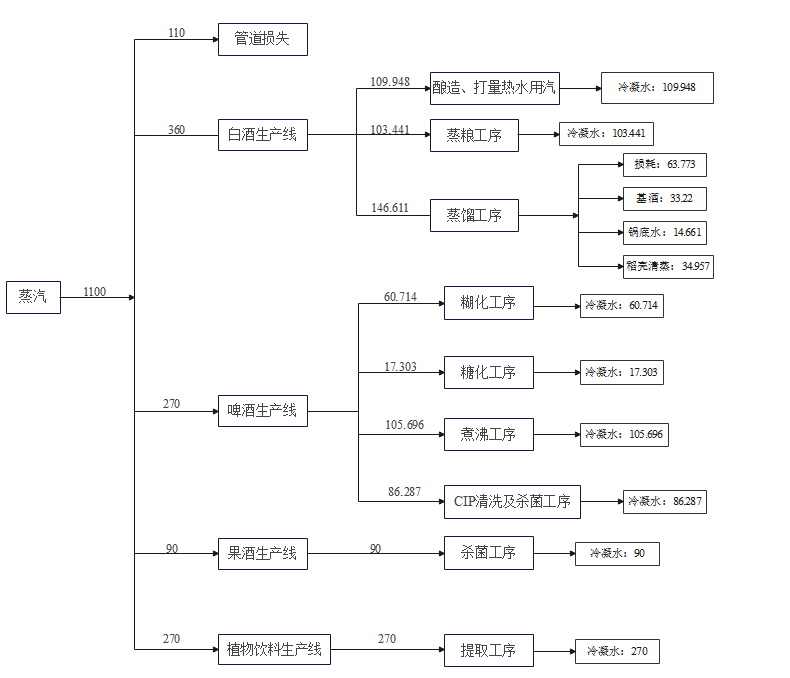 110
管道损失
109.948
酿造、打量热水用汽
冷凝水：109.948
360
白酒生产线
103.441
蒸粮工序
冷凝水：103.441
损耗：63.773
基酒：33.22
146.611
蒸馏工序
锅底水：14.661
稻壳清蒸：34.957
蒸汽
1100
60.714
糊化工序
冷凝水：60.714
17.303
糖化工序
冷凝水：17.303
270
啤酒生产线
105.696
煮沸工序
冷凝水：105.696
86.287
CIP清洗及杀菌工序
冷凝水：86.287
90
果酒生产线
90
杀菌工序
冷凝水：90
270
植物饮料生产线
270
提取工序
冷凝水：270